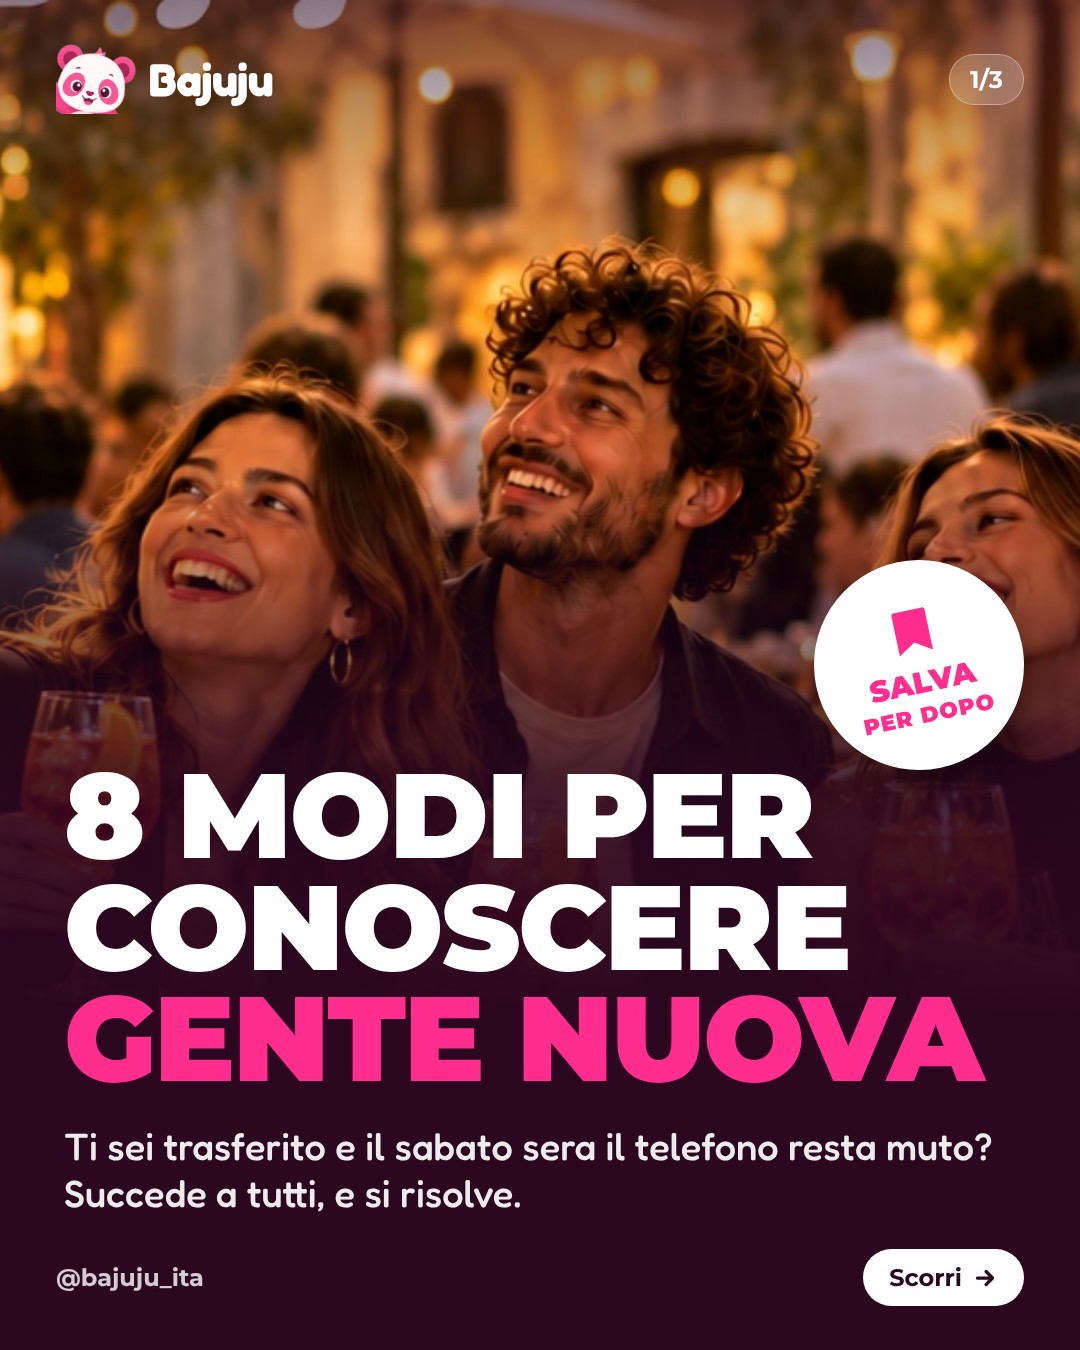 Bajuju
1/3
SALVA
PER DOPO
8 MODI PER
CONOSCERE
GENTE NUOVA
Ti sei trasferito e il sabato sera il telefono resta muto?
Succede a tutti, e si risolve.
@bajuju_ita
Scorri →